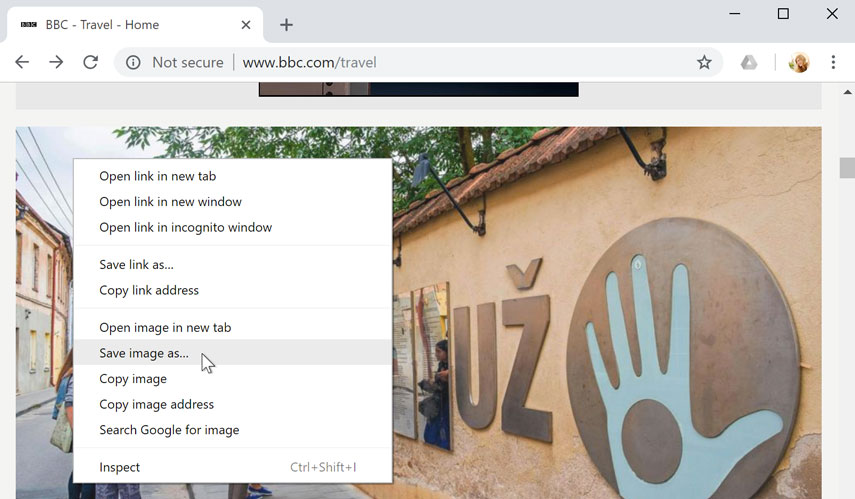 BBC
BBC - Travel - Home
Not secure
www.bbc.com/travel
Open link in new tab
Open link in new window
Open link in incognito window
Save link as...
Copy link address
Open image in new tab
Save image as...
Copy image
Copy image address
Search Google for image
Inspect
Ctrl+Shift+I
UŽ